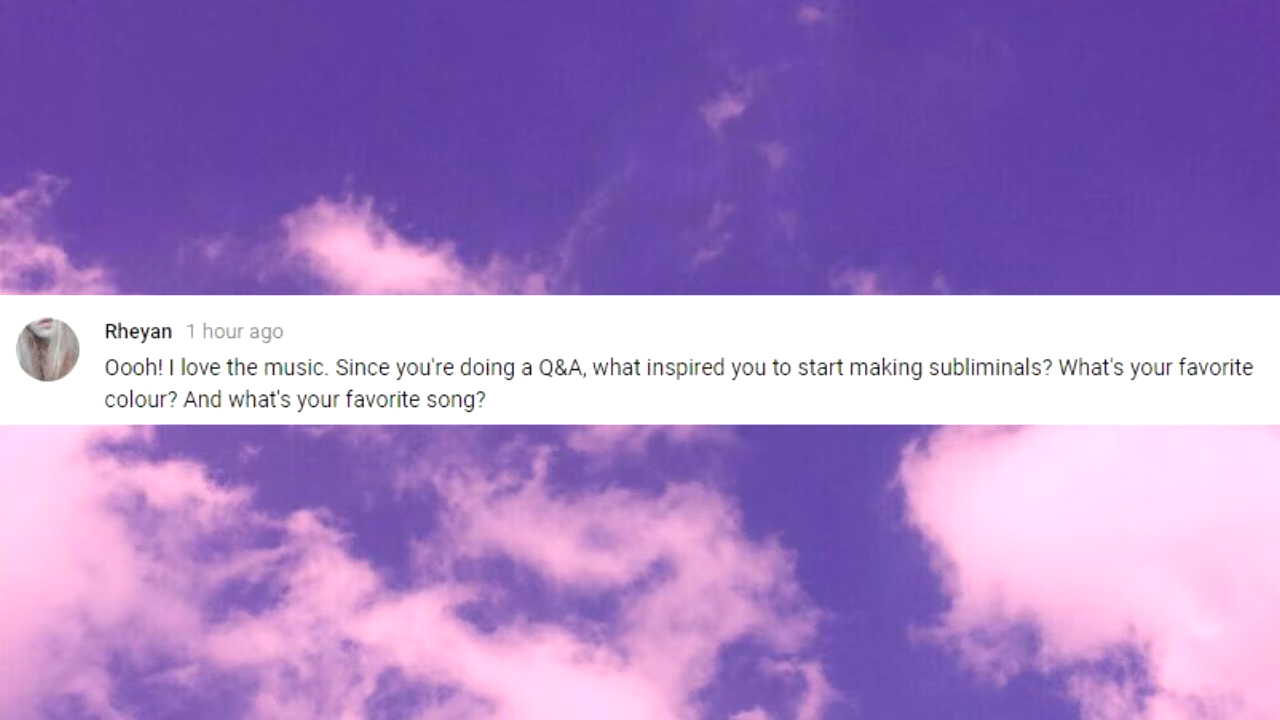 Rheyan 1 hour ago
Oooh! I love the music. Since you're doing a Q&A, what inspired you to start making subliminals? What's your favorite
colour? And what's your favorite song?